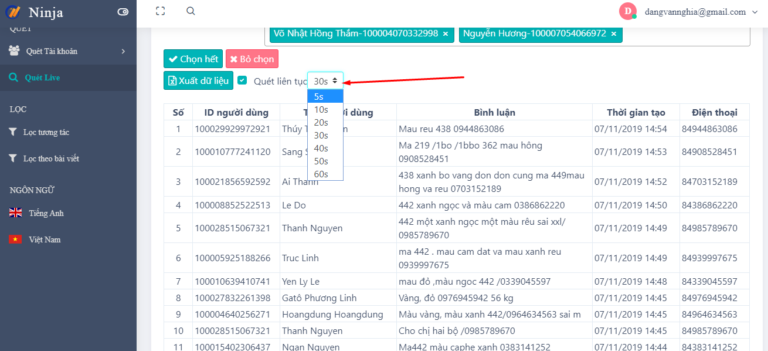 Ninja
dangvannghia@gmail.com
D
QUÉT
Quét Tài khoản
Quét Live
LỌC
Lọc tương tác
Lọc theo bài viết
NGÔN NGỮ
Tiếng Anh
Việt Nam
Võ Nhật Hồng Thắm-100004070332998 × Nguyễn Hương-100007054066972 ×
Chọn hết Bỏ chọn
Xuất dữ liệu Quét liên tục 30s
5s
10s
20s
30s
40s
50s
60s
Số ID người dùng dùng Bình luận Thời gian tạo Điện thoại
1 100029929972921 Thúy Mau reu 438 0944863086 07/11/2019 14:54 84944863086
2 100010777241120 Sang Ma 219 /1bo /1bbo 362 mau hông 0908528451 07/11/2019 14:53 84908528451
3 100021856592592 Ai Thanh 438 xanh bo vang don don cung ma 449mau hong va reu 0703152189 07/11/2019 14:52 84703152189
4 100008852522513 Le Do 442 xanh ngọc và màu cam 0386862220 07/11/2019 14:50 84386862220
5 100028515067321 Thanh Nguyen 442 một xanh ngọc một màu rêu sai xxl/ 0985789670 07/11/2019 14:49 84985789670
6 100005925188266 Truc Linh ma 442 . mau cam dat va mau xanh reu 0939997675 07/11/2019 14:49 84939997675
7 100010639410741 Yen Ly Le mau đỏ ,màu ngoc 442 /0339045597 07/11/2019 14:48 84339045597
8 100027832261398 Gatô Phương Linh Vàng, đỏ 0976945942 56 kg 07/11/2019 14:45 84976945942
9 100004640256271 Hoangdung Hoangdung Màu vàng, màu xanh 442/0964634563 sai m 07/11/2019 14:45 84964634563
10 100028515067321 Thanh Nguyen Cho chị hai bộ /0985789670 07/11/2019 14:45 84985789670
11 100015402306437 Ngan Nguyen Ma442 màu caphe xanh 0383141252 07/11/2019 14:44 84383141252